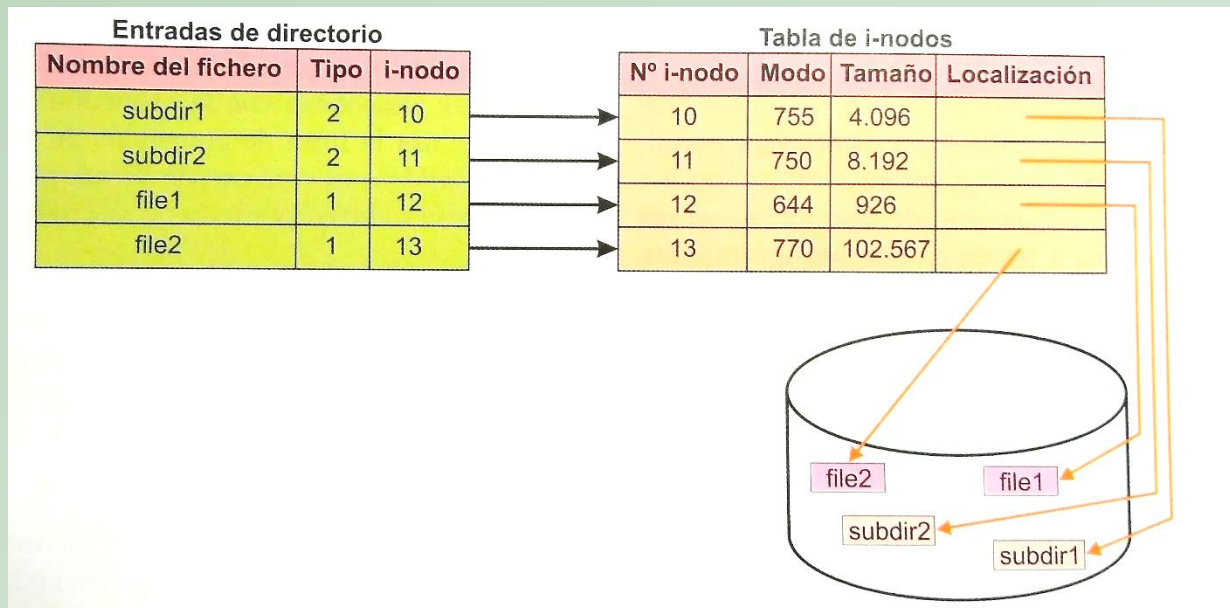 Entradas de directorio
Nombre del fichero Tipo i-nodo
subdir1 2 10
subdir2 2 11
file1 1 12
file2 1 13
Tabla de i-nodos
Nº i-nodo Modo Tamaño Localización
10 755 4.096
11 750 8.192
12 644 926
13 770 102.567
file2 file1
subdir2
subdir1